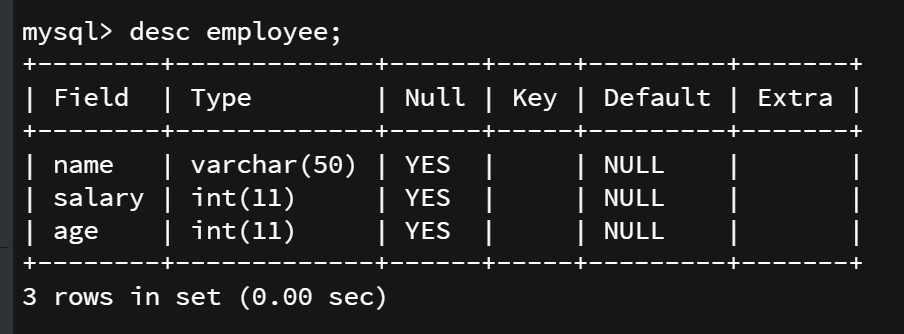 mysql> desc employee;
+--------+-------------+------+-----+---------+-------+
| Field  | Type        | Null | Key | Default | Extra |
+--------+-------------+------+-----+---------+-------+
| name   | varchar(50) | YES  |     | NULL    |       |
| salary | int(11)     | YES  |     | NULL    |       |
| age    | int(11)     | YES  |     | NULL    |       |
+--------+-------------+------+-----+---------+-------+
3 rows in set (0.00 sec)